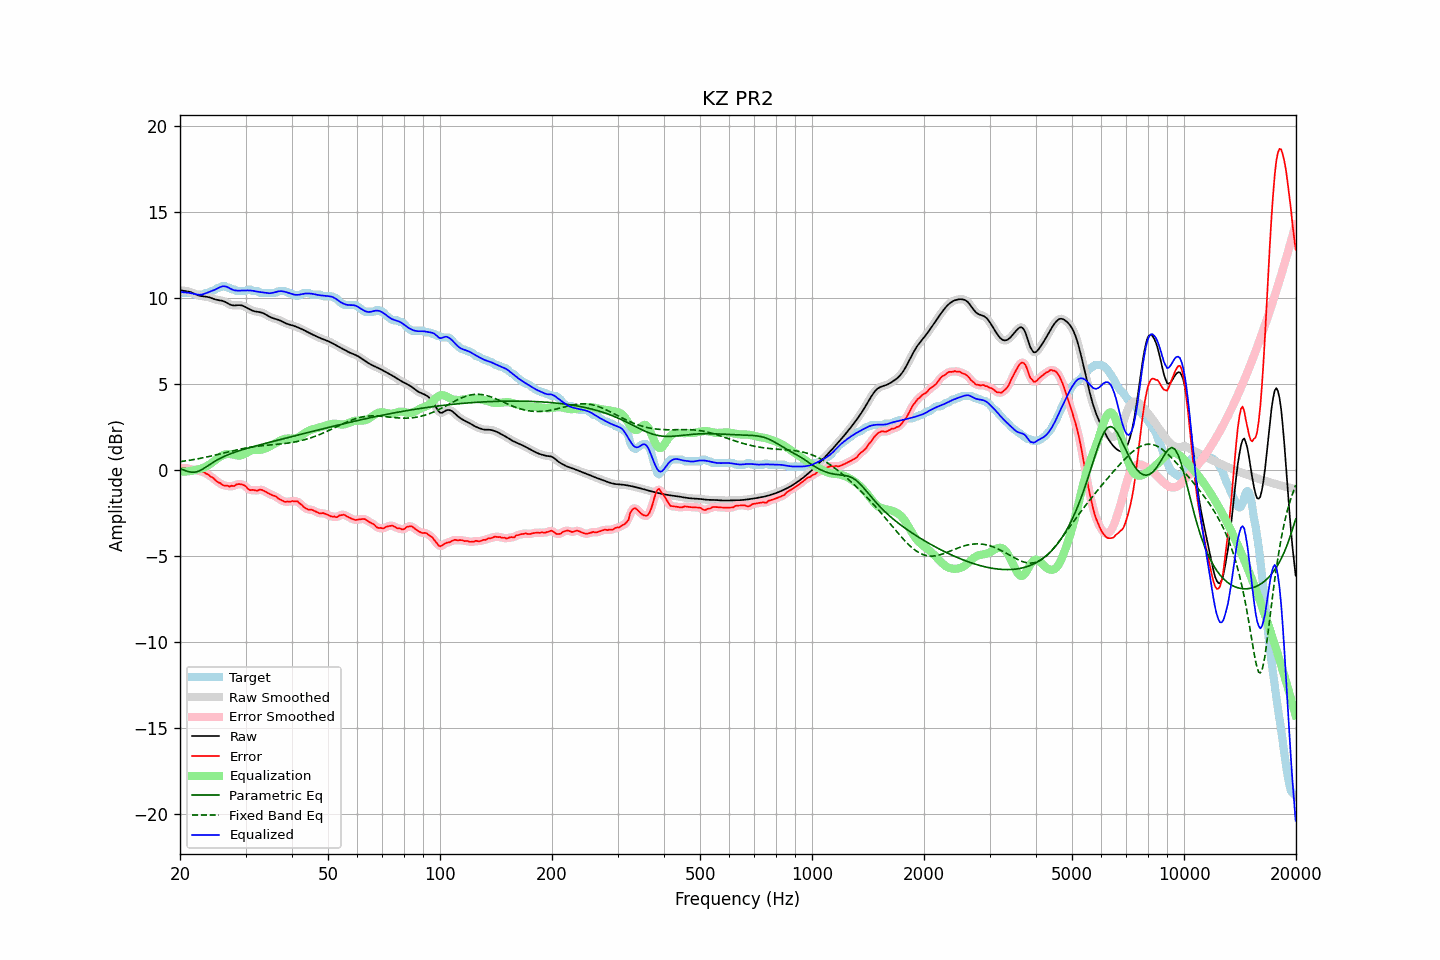 KZ PR2
Amplitude (dBr)
20
15
10
5
0
−5
−10
−15
−20
Target
Raw Smoothed
Error Smoothed
Raw
Error
Equalization
Parametric Eq
Fixed Band Eq
Equalized
20 50 100 200 500 1000 2000 5000 10000 20000
Frequency (Hz)